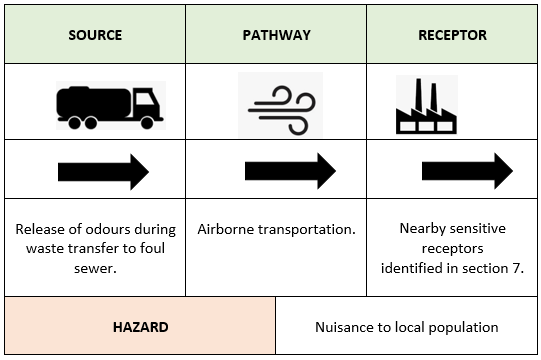 SOURCE
PATHWAY
RECEPTOR
Release of odours during
waste transfer to foul
sewer.
Airborne transportation.
Nearby sensitive
receptors
identified in section 7.
HAZARD
Nuisance to local population